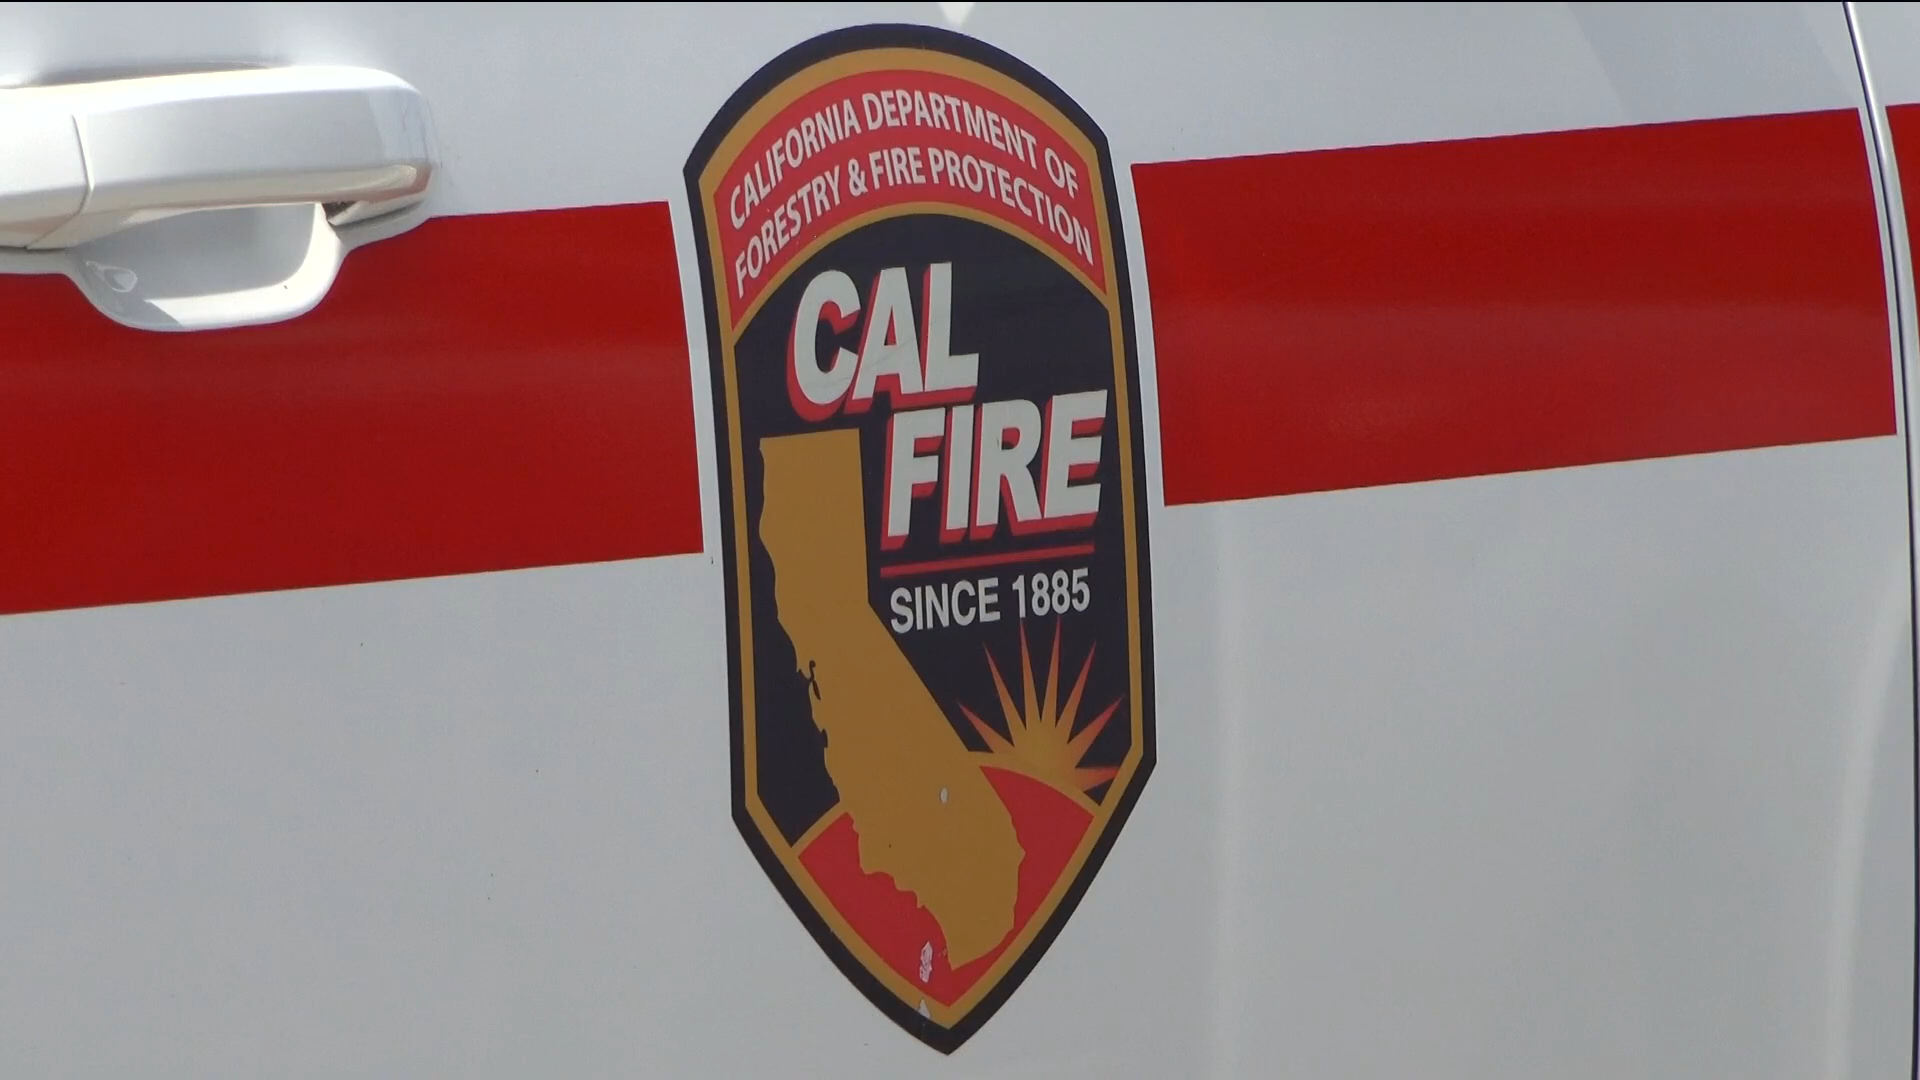 CALIFORNIA DEPARTMENT OF
FORESTRY & FIRE PROTECTION
CAL
FIRE
SINCE 1885